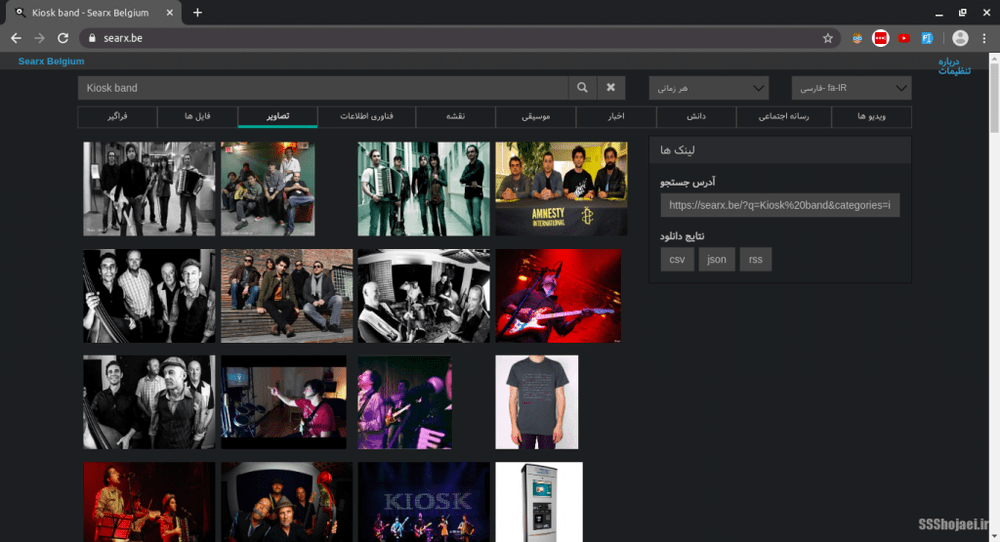 Kiosk band - Searx Belgium
searx.be
Searx Belgium
درباره
تنظیمات
Kiosk band
هر زمانی
فارسی- fa-IR
فراگیر
فایل ها
تصاویر
فناوری اطلاعات
نقشه
موسیقی
اخبار
دانش
رسانه اجتماعی
ویدیو ها
لینک ها
آدرس جستجو
https://searx.be/?q=Kiosk%20band&categories=i
نتایج دانلود
csv
json
rss
AMNESTY
INTERNATIONAL
KIOSK
SSShojaei.ir